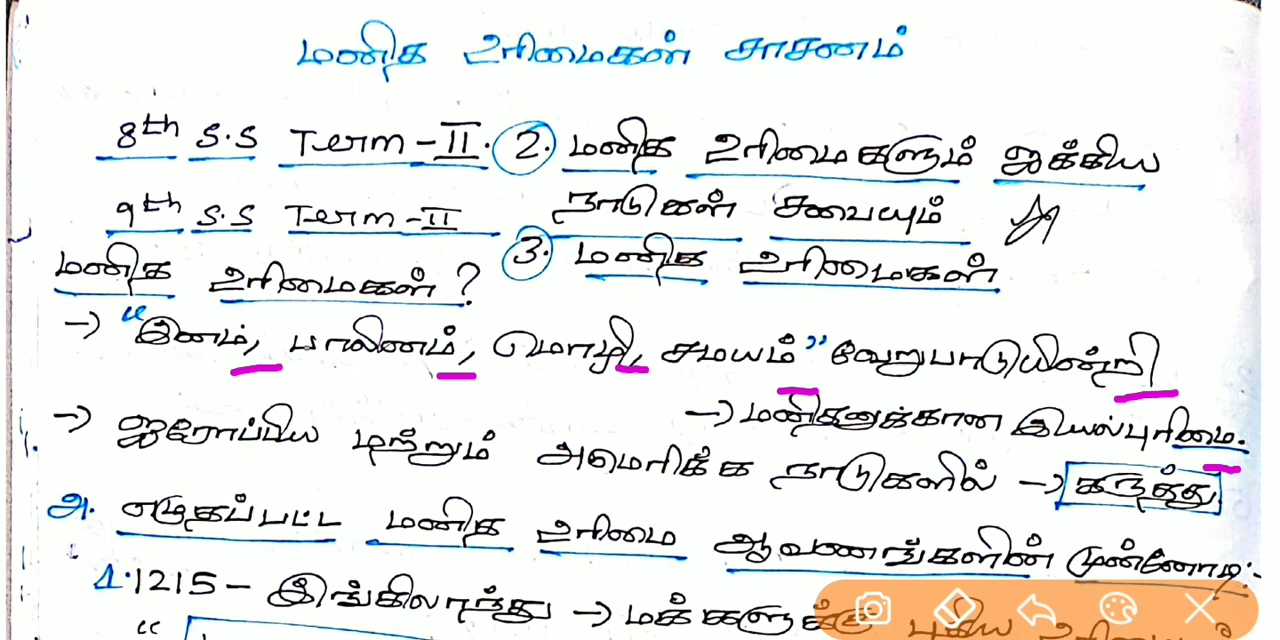 மனித உரிமைகள் சாசனம்
8th S.S Term-II. 2. மனித உரிமைகளும் ஐக்கிய
நாடுகள் சபையும்
9th S.S Term-II 3. மனித உரிமைகள்
மனித உரிமைகள்?
→ "இனம், பாலினம், மொழி, சமயம்" வேறுபாடுயின்றி
→ மனிதனுக்கான இயல்புரிமை.
→ ஐரோப்பிய மற்றும் அமெரிக்க நாடுகளில் → கருத்து
அ. எழுதப்பட்ட மனித உரிமை ஆவணங்களின் முன்னோடி:-
1. 1215 - இங்கிலாந்து → மக்களுக்கு புதிய